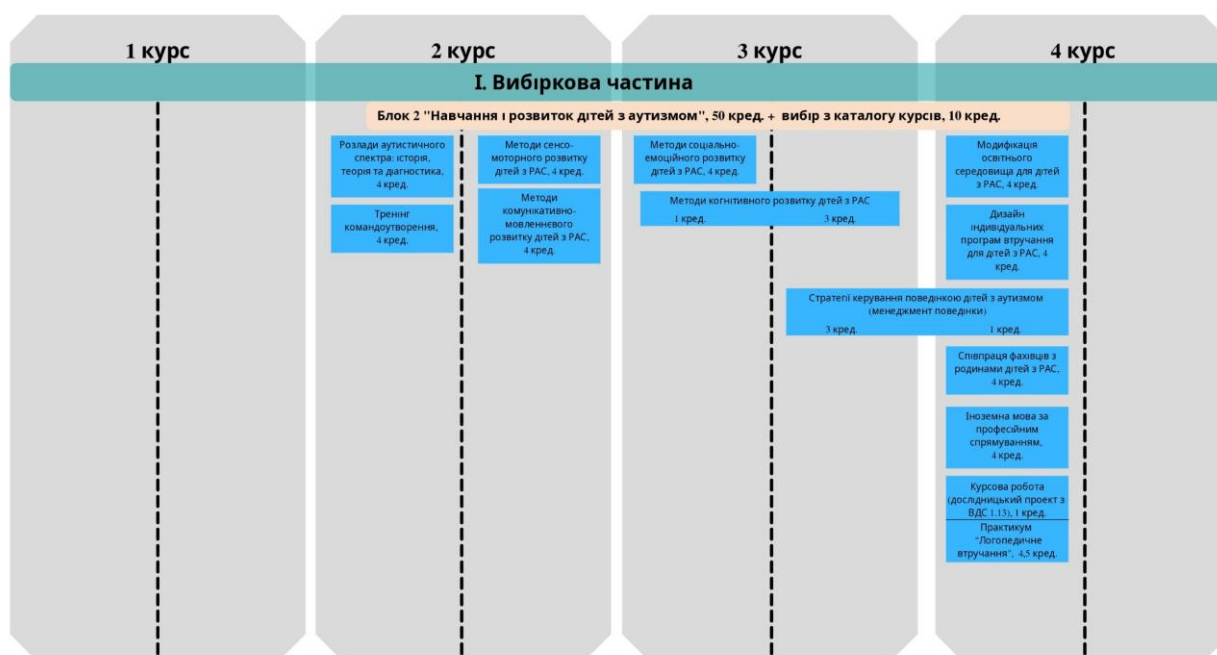 1 курс
2 курс
3 курс
4 курс
І. Вибіркова частина
Блок 2 "Навчання і розвиток дітей з аутизмом", 50 кред. + вибір з каталогу курсів, 10 кред.
Розлади аутистичного
спектра: історія,
теорія та діагностика,
4 кред.
Тренінг
командоутворення,
4 кред.
Методи сенсо-
моторного розвитку
дітей з РАС, 4 кред.
Методи
комунікативно-
мовленнєвого
розвитку дітей з РАС,
4 кред.
Методи соціально-
емоційного розвитку
дітей з РАС, 4 кред.
Методи когнітивного розвитку дітей з РАС
1 кред. 3 кред.
Стратегії керування поведінкою дітей з аутизмом
(менеджмент поведінки)
3 кред. 1 кред.
Модифікація
освітнього
середовища для дітей
з РАС, 4 кред.
Дизайн
індивідуальних
програм втручання
для дітей з РАС, 4
кред.
Співпраця фахівців з
родинами дітей з РАС,
4 кред.
Іноземна мова за
професійним
спрямуванням,
4 кред.
Курсова робота
(дослідницький проект з
ВДС 1.13), 1 кред.
Практикум
"Логопедичне
втручання", 4,5 кред.